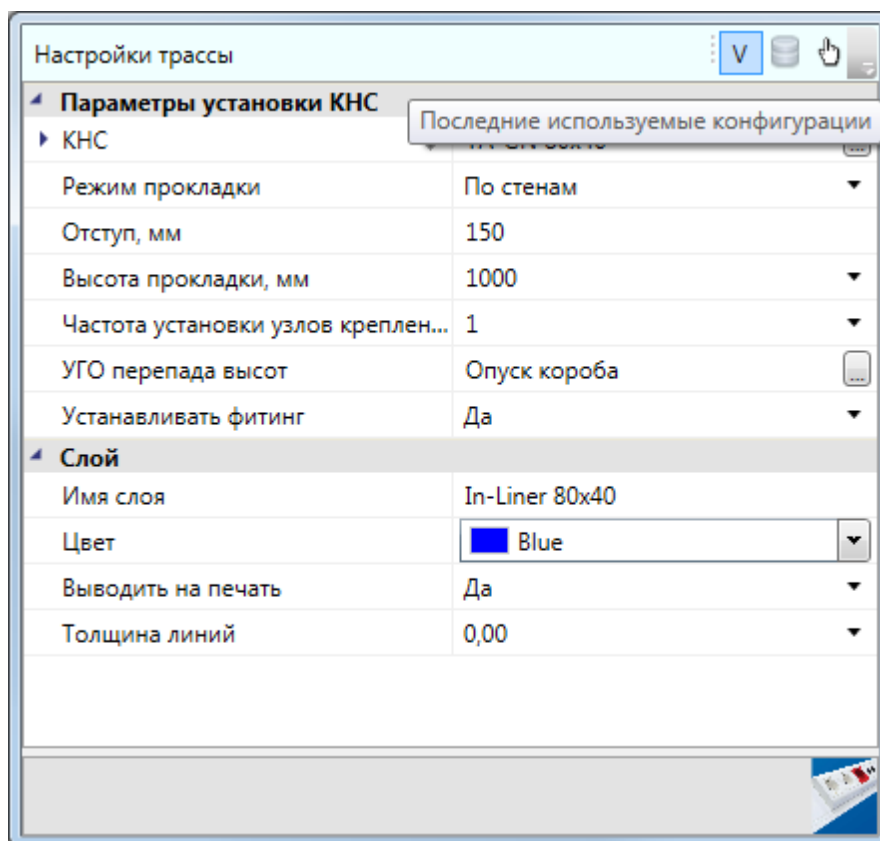 Настройки трассы
V
Параметры установки КНС
Последние используемые конфигурации
КНС
Режим прокладки По стенам
Отступ, мм 150
Высота прокладки, мм 1000
Частота установки узлов креплен... 1
УГО перепада высот Опуск короба ...
Устанавливать фитинг Да
Слой
Имя слоя In-Liner 80x40
Цвет Blue
Выводить на печать Да
Толщина линий 0,00